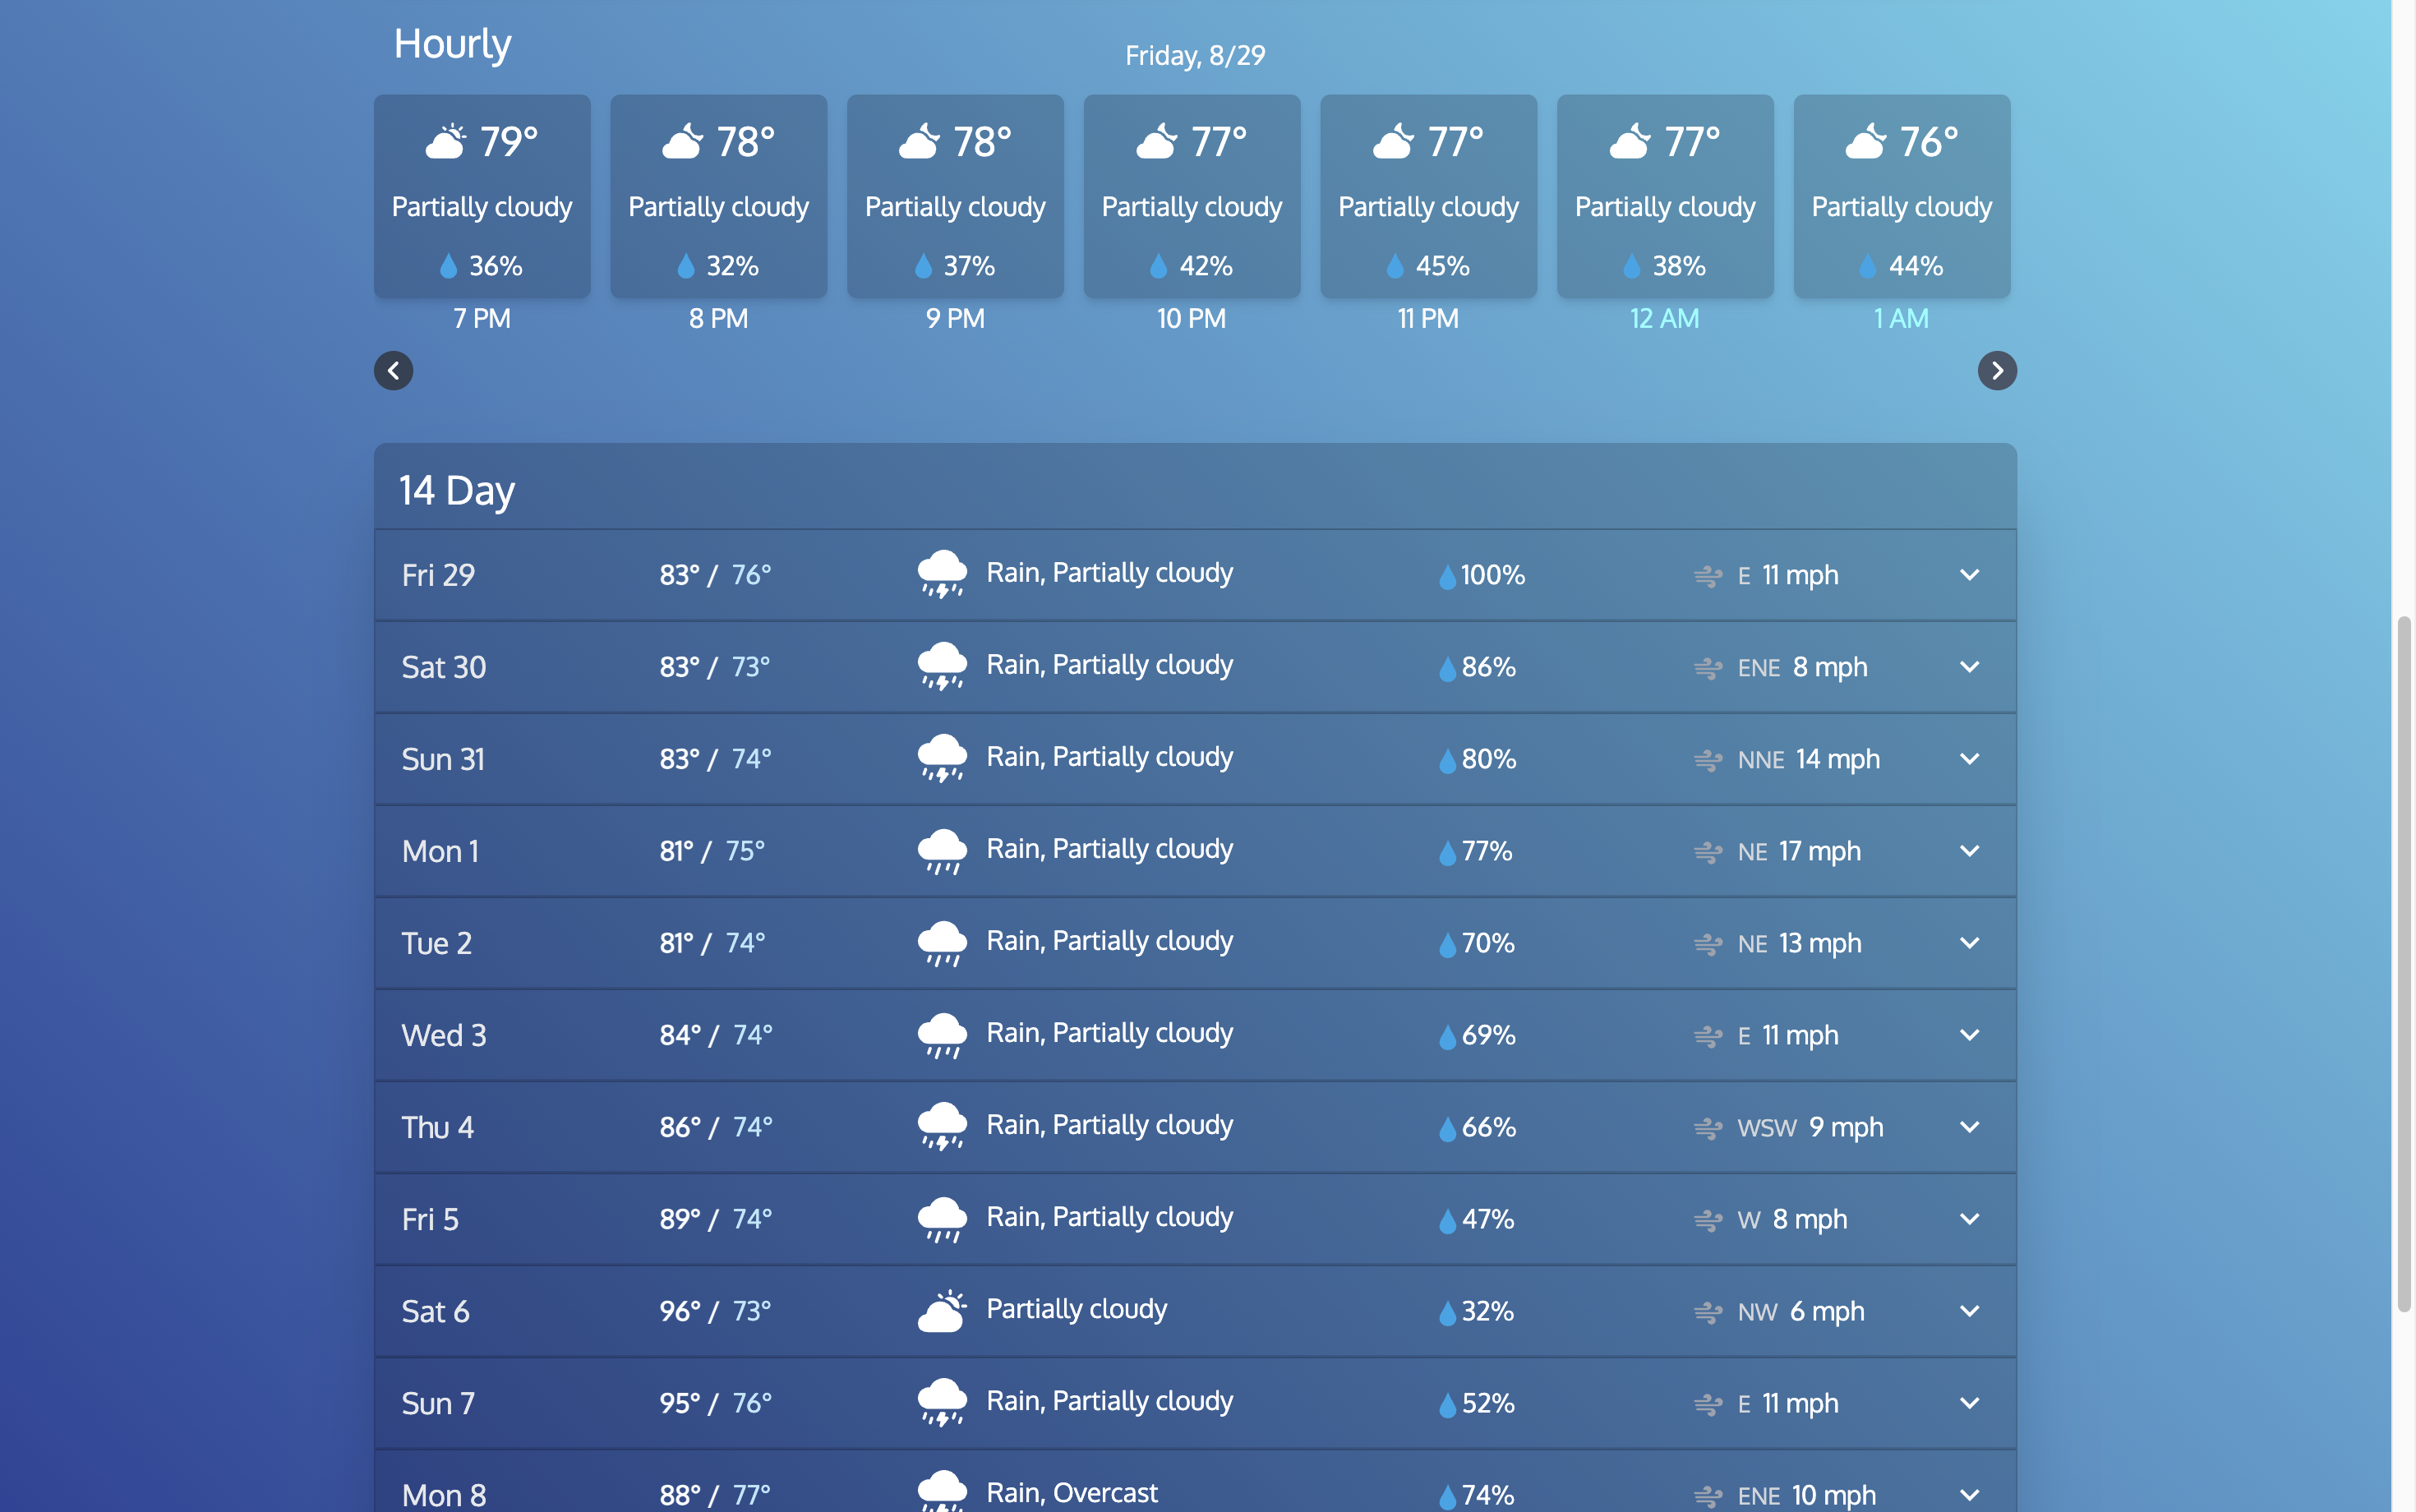 Hourly
Friday, 8/29
79° 78° 78° 77° 77° 77° 76°
Partially cloudy Partially cloudy Partially cloudy Partially cloudy Partially cloudy Partially cloudy Partially cloudy
36% 32% 37% 42% 45% 38% 44%
7 PM 8 PM 9 PM 10 PM 11 PM 12 AM 1 AM
14 Day
Fri 29 83° / 76° Rain, Partially cloudy 100% E 11 mph
Sat 30 83° / 73° Rain, Partially cloudy 86% ENE 8 mph
Sun 31 83° / 74° Rain, Partially cloudy 80% NNE 14 mph
Mon 1 81° / 75° Rain, Partially cloudy 77% NE 17 mph
Tue 2 81° / 74° Rain, Partially cloudy 70% NE 13 mph
Wed 3 84° / 74° Rain, Partially cloudy 69% E 11 mph
Thu 4 86° / 74° Rain, Partially cloudy 66% WSW 9 mph
Fri 5 89° / 74° Rain, Partially cloudy 47% W 8 mph
Sat 6 96° / 73° Partially cloudy 32% NW 6 mph
Sun 7 95° / 76° Rain, Partially cloudy 52% E 11 mph
Mon 8 88° / 77° Rain, Overcast 74% ENE 10 mph